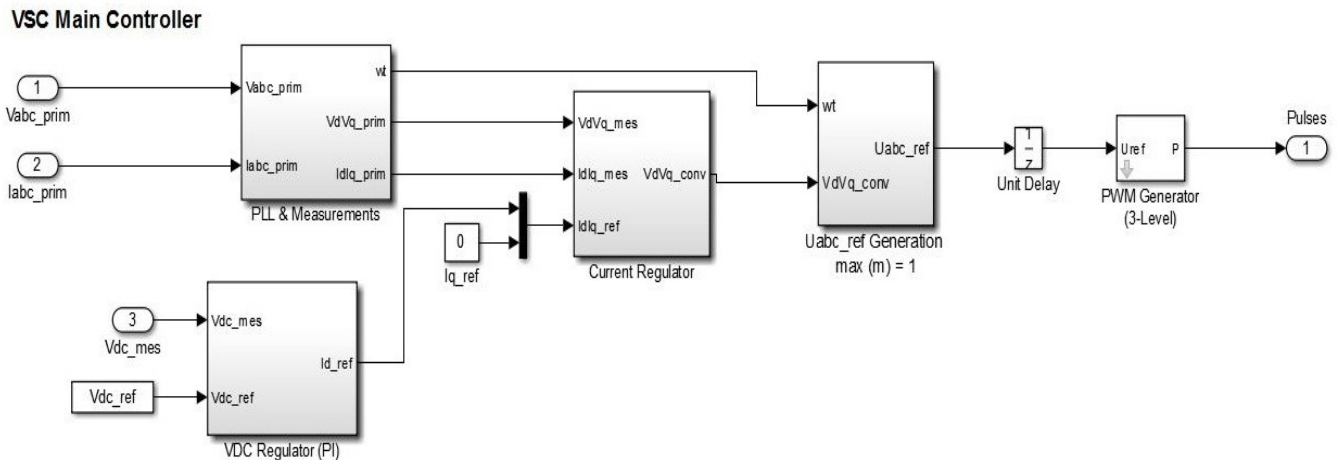 VSC Main Controller
1
Vabc_prim
2
Iabc_prim
Vabc_prim
Iabc_prim
wt
VdVq_prim
IdIq_prim
PLL & Measurements
0
Iq_ref
VdVq_mes
IdIq_mes
IdIq_ref
VdVq_conv
Current Regulator
wt
VdVq_conv
Uabc_ref
Uabc_ref Generation
max (m) = 1
1
z
Unit Delay
Uref P
PWM Generator
(3-Level)
Pulses
1
3
Vdc_mes
Vdc_ref
Vdc_mes
Vdc_ref
Id_ref
VDC Regulator (PI)